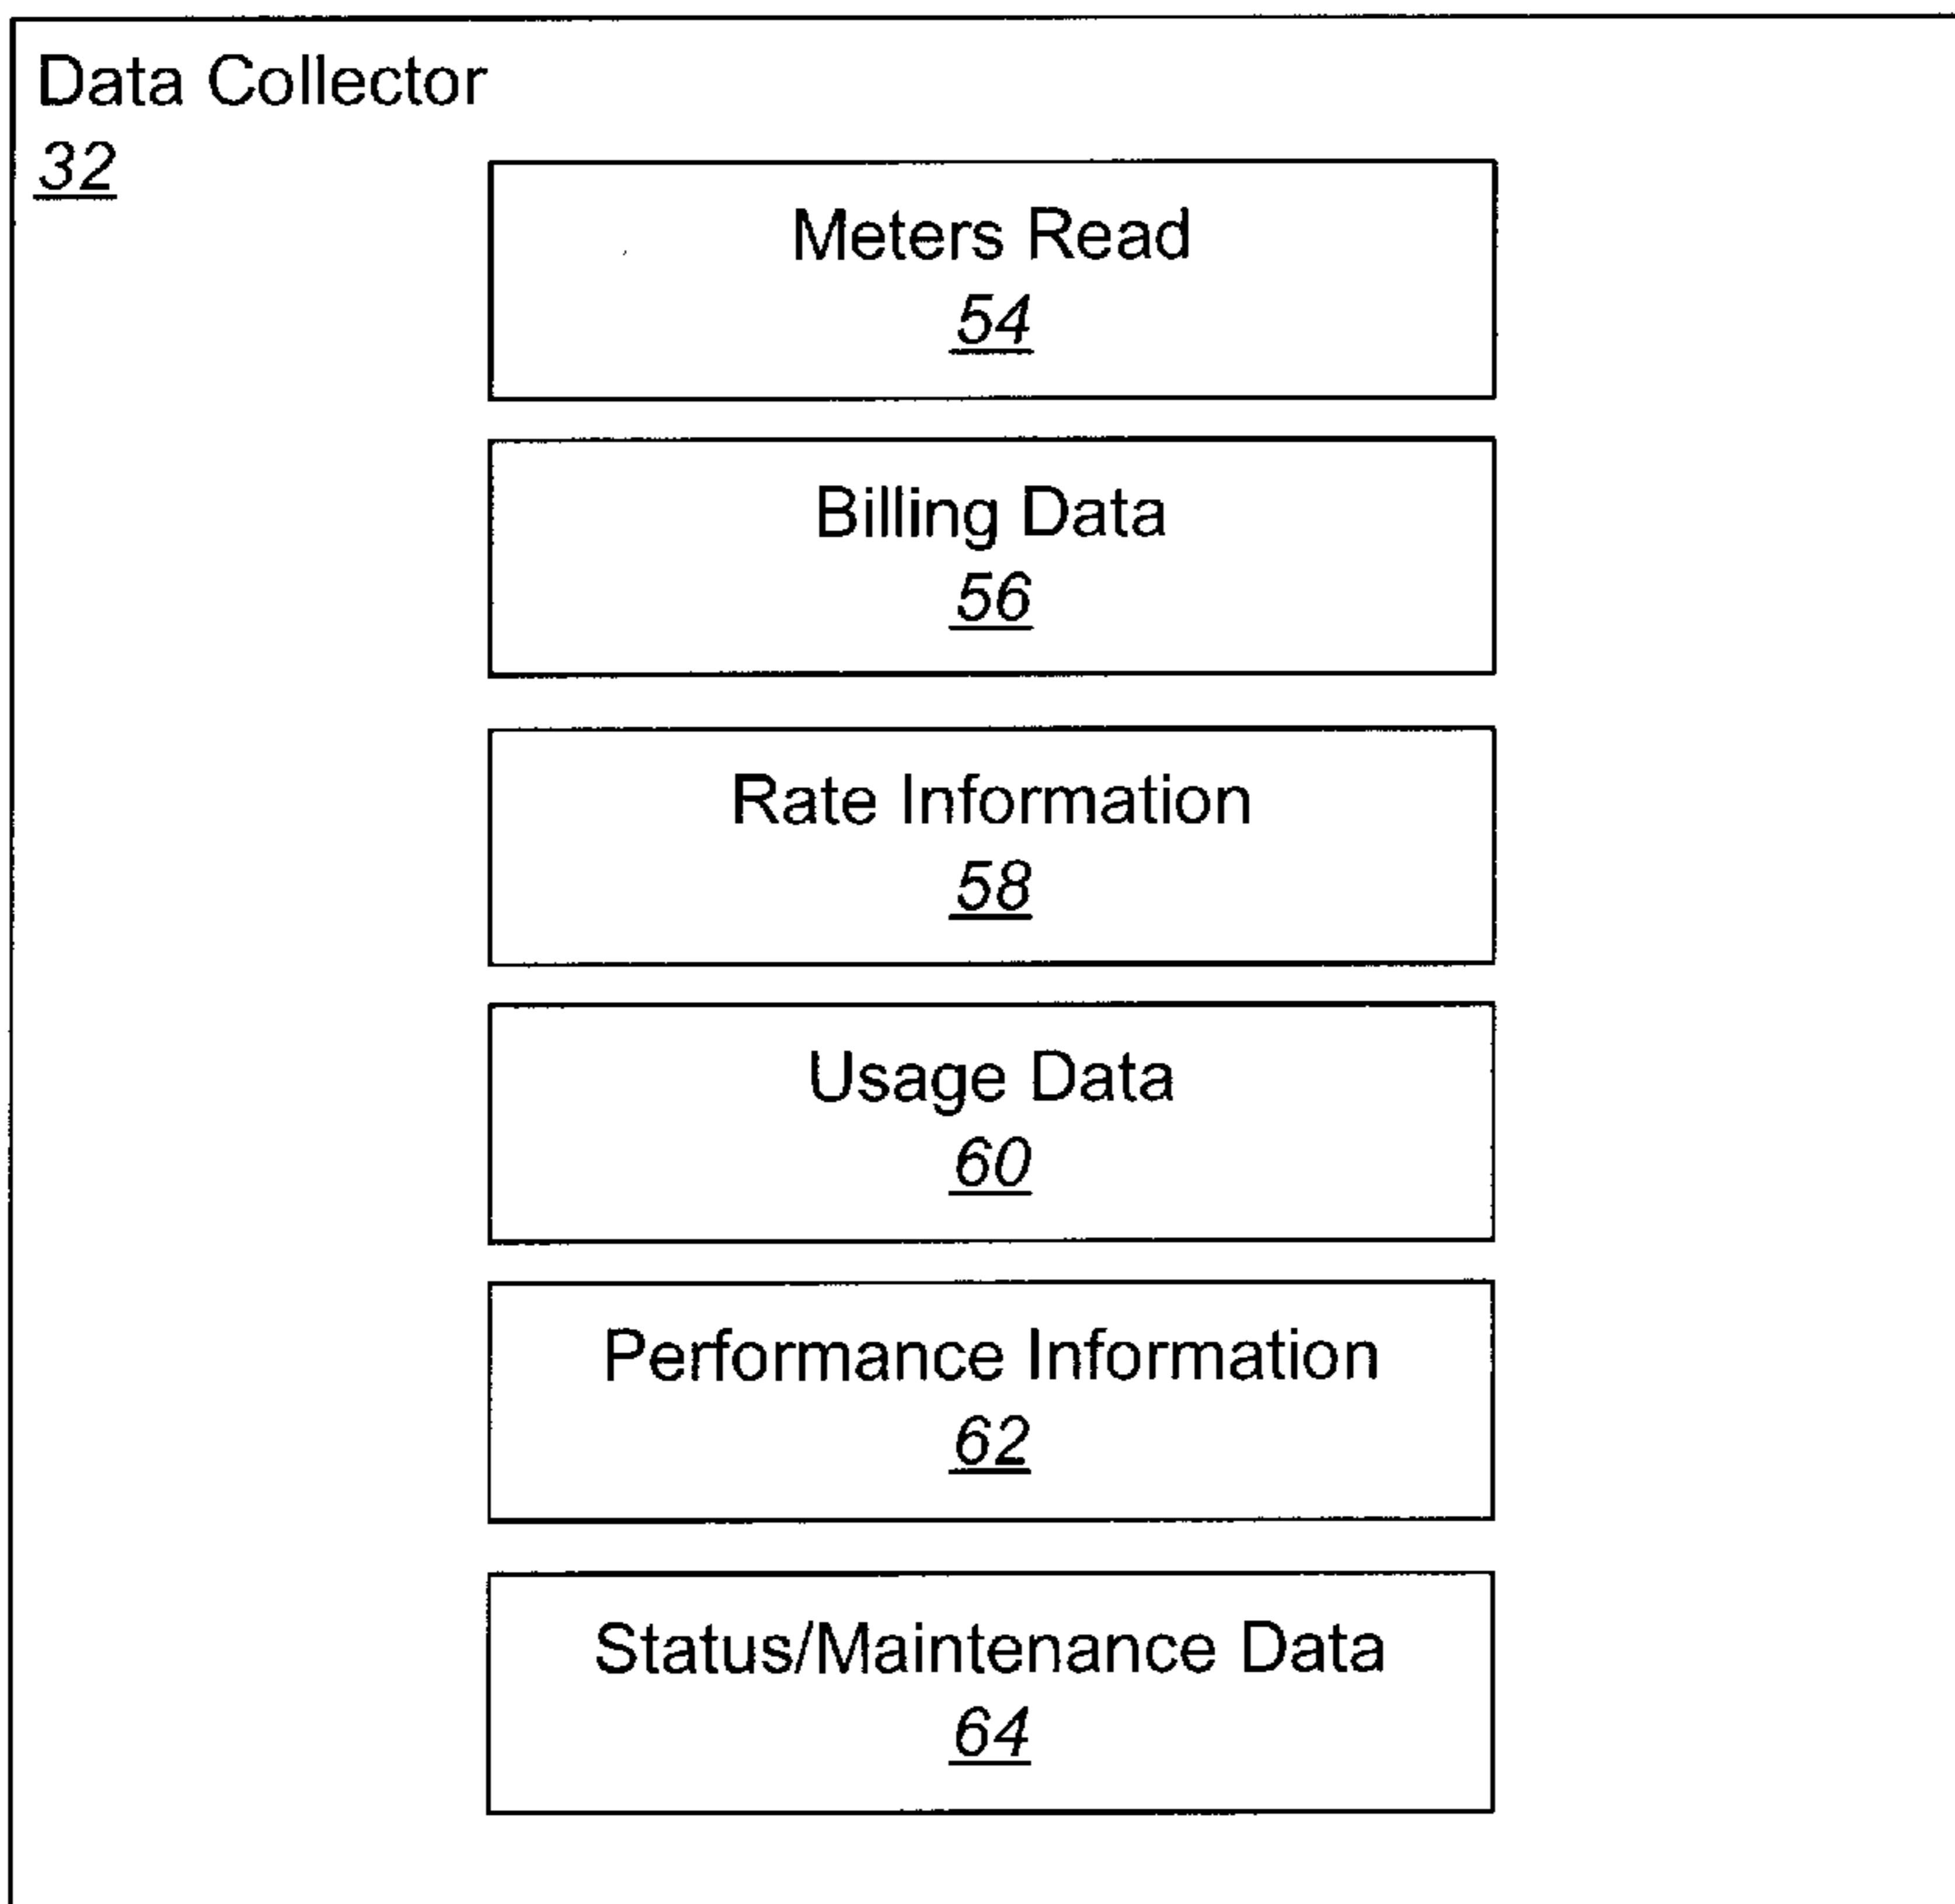 Data Collector
32
Meters Read
54
Billing Data
56
Rate Information
58
Usage Data
60
Performance Information
62
Status/Maintenance Data
64